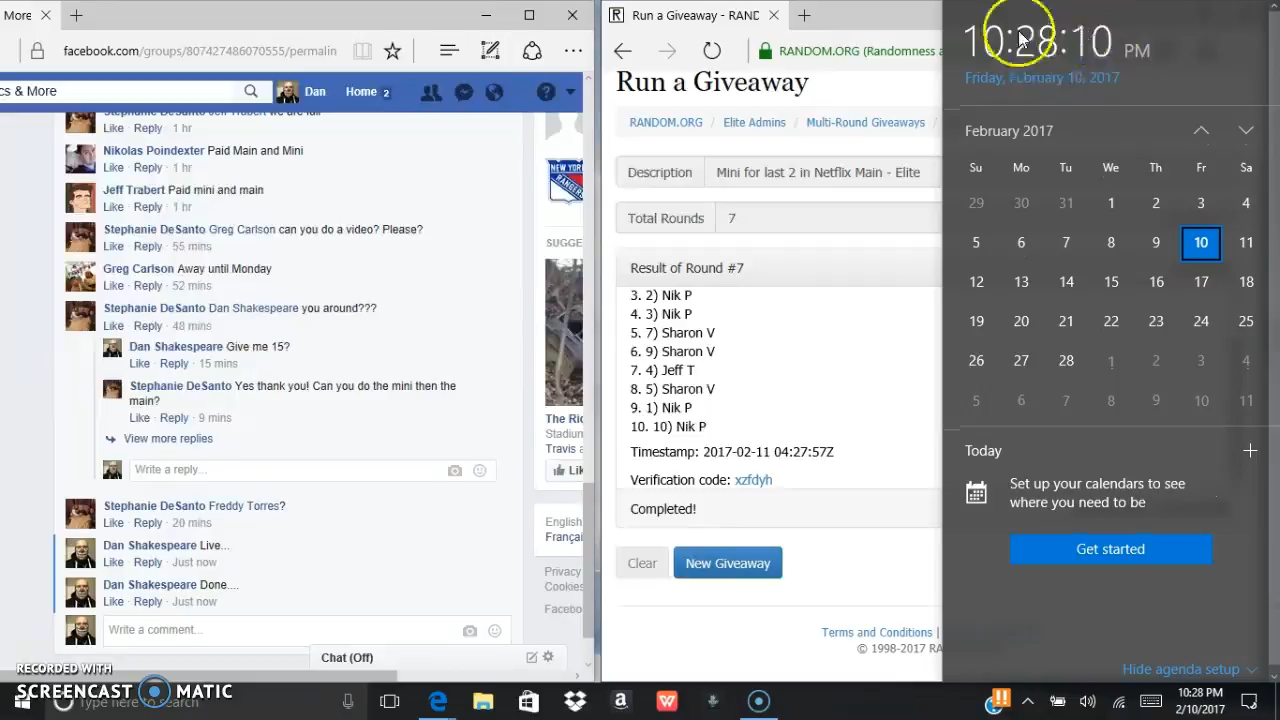 More
facebook.com/groups/807427486070555/permalin
cs & More
Dan
Home 2
Nikolas Poindexter Paid Main and Mini
Like · Reply · 1 hr
Like · Reply · 1 hr
Jeff Trabert Paid mini and main
Like · Reply · 1 hr
Stephanie DeSanto Greg Carlson can you do a video? Please?
Like · Reply · 55 mins
Greg Carlson Away until Monday
Like · Reply · 52 mins
Stephanie DeSanto Dan Shakespeare you around???
Like · Reply · 48 mins
Dan Shakespeare Give me 15?
Like · Reply · 15 mins
Stephanie DeSanto Yes thank you! Can you do the mini then the
main?
Like · Reply · 9 mins
View more replies
Write a reply...
Stephanie DeSanto Freddy Torres?
Like · Reply · 20 mins
Dan Shakespeare Live...
Like · Reply · Just now
Dan Shakespeare Done....
Like · Reply · Just now
Write a comment...
Chat (Off)
NEW YORK
RANGERS
SUGGE
The Ric
Stadium
Travis a
Lik
English
França
Privacy
Cookies
Facebo
RECORDED WITH
SCREENCAST MATIC
Type here to search
Run a Giveaway - RAND
RANDOM.ORG (Randomness a
Run a Giveaway
RANDOM.ORG / Elite Admins / Multi-Round Giveaways /
Description Mini for last 2 in Netflix Main - Elite
Total Rounds 7
Result of Round #7
3. 2) Nik P
4. 3) Nik P
5. 7) Sharon V
6. 9) Sharon V
7. 4) Jeff T
8. 5) Sharon V
9. 1) Nik P
10. 10) Nik P
Timestamp: 2017-02-11 04:27:57Z
Verification code: xzfdyh
Completed!
Clear
New Giveaway
Terms and Conditions |
© 1998-2017 RA
10:28:10 PM
Friday, February 10, 2017
February 2017
Su Mo Tu We Th Fr Sa
29 30 31 1 2 3 4
5 6 7 8 9 10 11
12 13 14 15 16 17 18
19 20 21 22 23 24 25
26 27 28 1 2 3 4
5 6 7 8 9 10 11
Today
Set up your calendars to see
where you need to be
Get started
Hide agenda setup
10:28 PM
2/10/2017